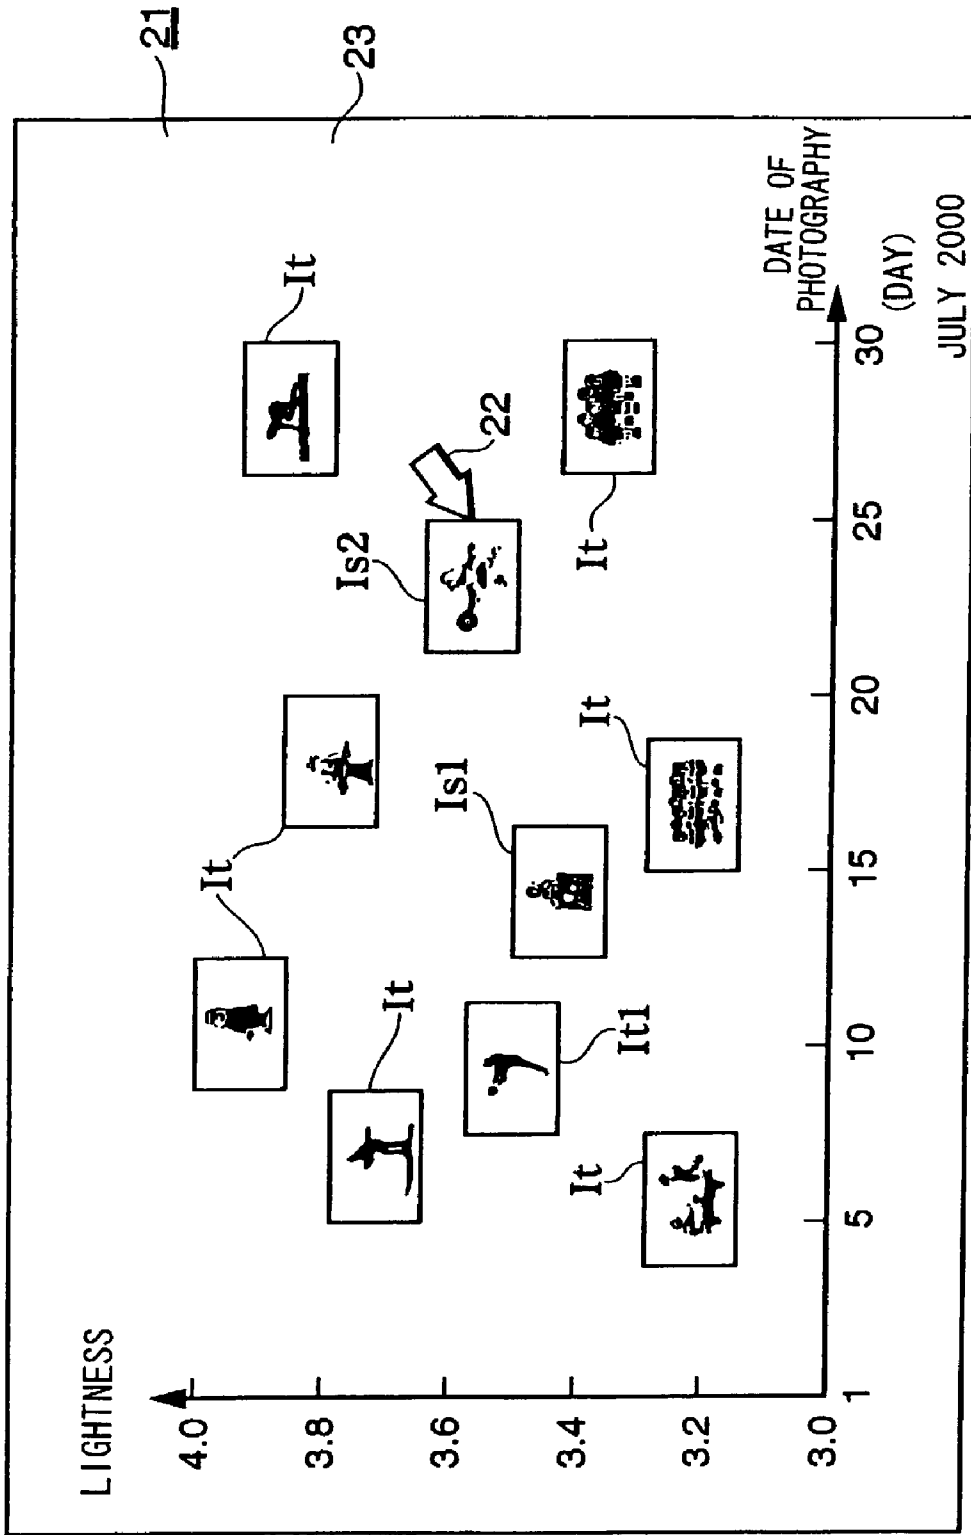 21
23
LIGHTNESS
4.0
3.8
3.6
3.4
3.2
3.0
It
It
It
Is2
22
It1
Is1
It
It
It
1
5
10
15
20
25
30
DATE OF
PHOTOGRAPHY
(DAY)
JULY 2000